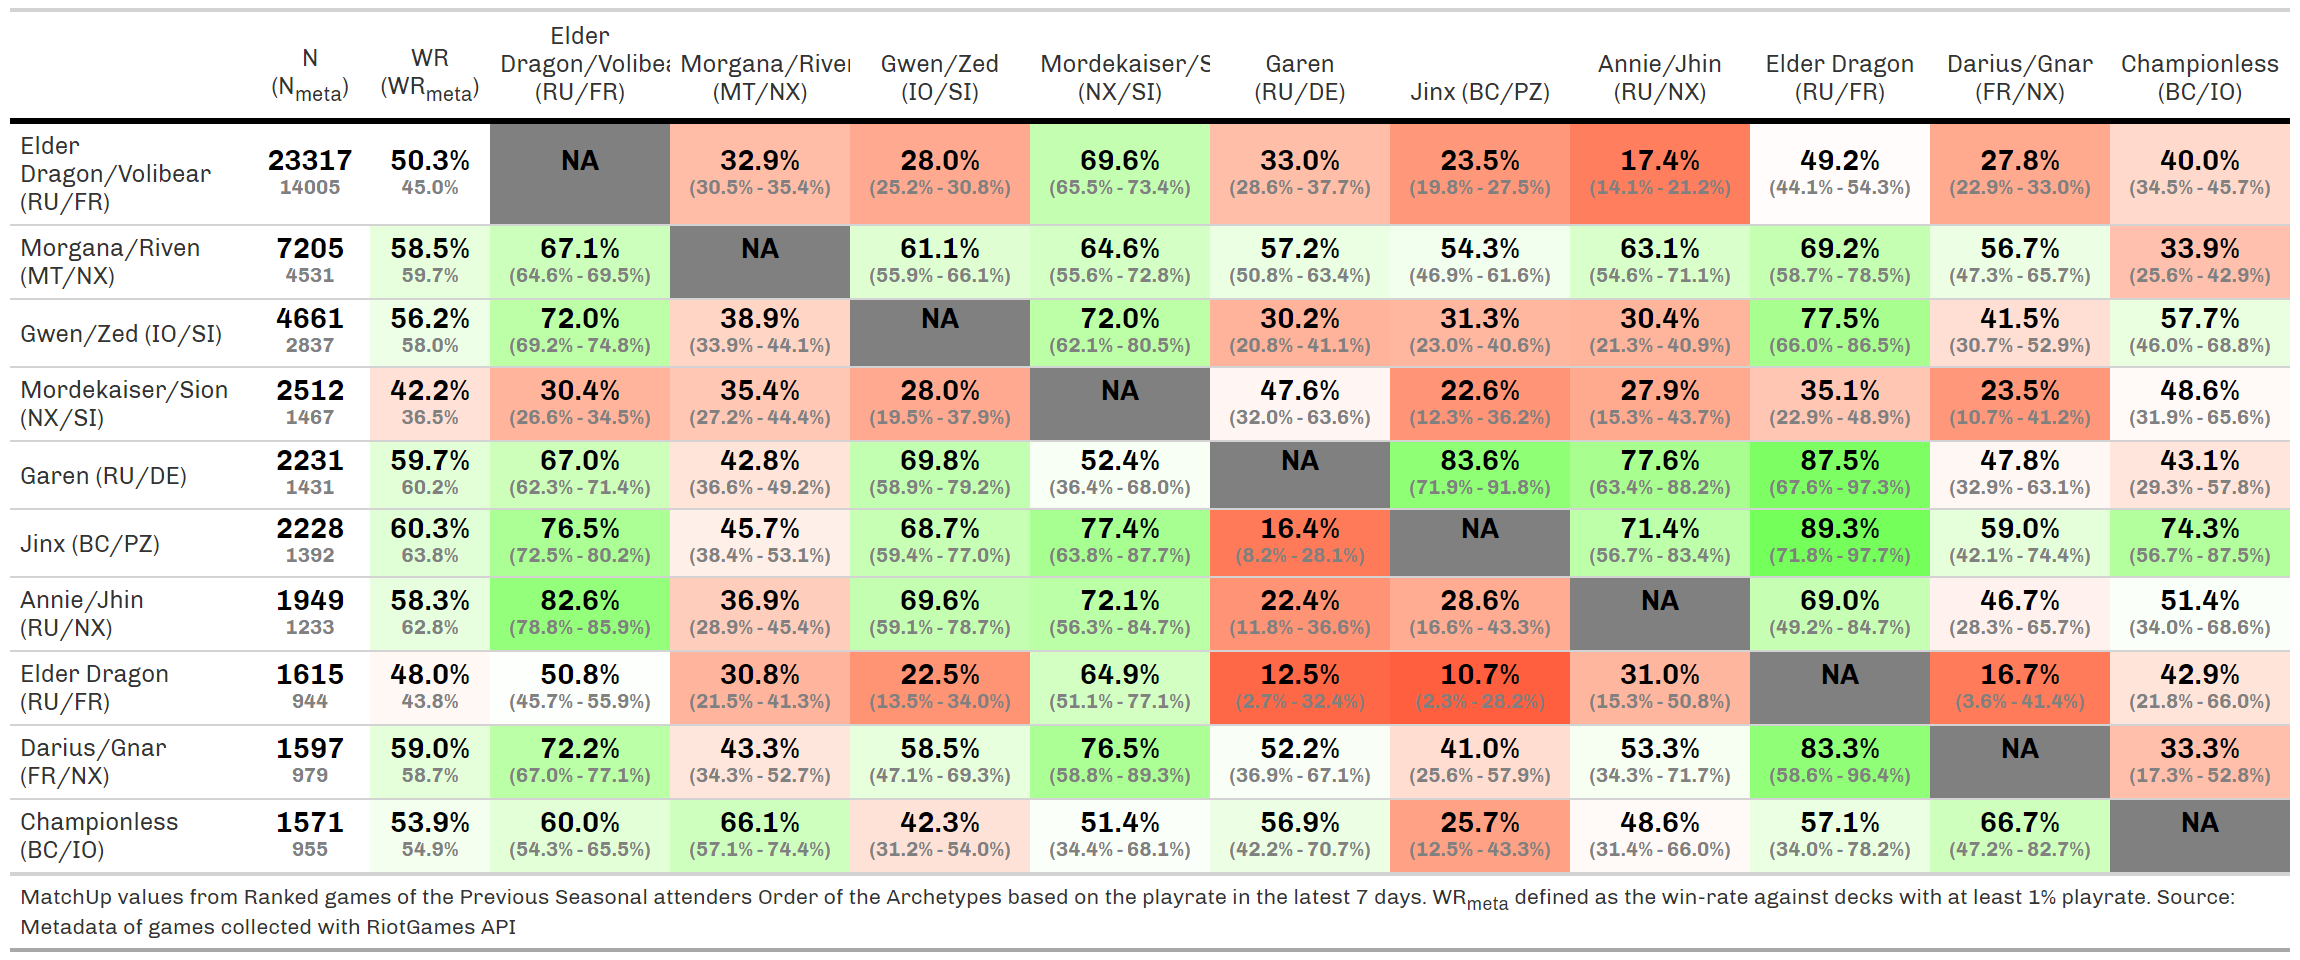 N (N_meta) WR (WR_meta) Elder Dragon/Volibea (RU/FR) Morgana/Riven (MT/NX) Gwen/Zed (IO/SI) Mordekaiser/S (NX/SI) Garen (RU/DE) Jinx (BC/PZ) Annie/Jhin (RU/NX) Elder Dragon (RU/FR) Darius/Gnar (FR/NX) Championless (BC/IO)
Elder Dragon/Volibear (RU/FR) 23317 50.3% NA 32.9% 28.0% 69.6% 33.0% 23.5% 17.4% 49.2% 27.8% 40.0%
14005 45.0% (30.5% - 35.4%) (25.2% - 30.8%) (65.5% - 73.4%) (28.6% - 37.7%) (19.8% - 27.5%) (14.1% - 21.2%) (44.1% - 54.3%) (22.9% - 33.0%) (34.5% - 45.7%)
Morgana/Riven (MT/NX) 7205 58.5% 67.1% NA 61.1% 64.6% 57.2% 54.3% 63.1% 69.2% 56.7% 33.9%
4531 59.7% (64.6% - 69.5%) (55.9% - 66.1%) (55.6% - 72.8%) (50.8% - 63.4%) (46.9% - 61.6%) (54.6% - 71.1%) (58.7% - 78.5%) (47.3% - 65.7%) (25.6% - 42.9%)
Gwen/Zed (IO/SI) 4661 56.2% 72.0% 38.9% NA 72.0% 30.2% 31.3% 30.4% 77.5% 41.5% 57.7%
2837 58.0% (69.2% - 74.8%) (33.9% - 44.1%) (62.1% - 80.5%) (20.8% - 41.1%) (23.0% - 40.6%) (21.3% - 40.9%) (66.0% - 86.5%) (30.7% - 52.9%) (46.0% - 68.8%)
Mordekaiser/Sion (NX/SI) 2512 42.2% 30.4% 35.4% 28.0% NA 47.6% 22.6% 27.9% 35.1% 23.5% 48.6%
1467 36.5% (26.6% - 34.5%) (27.2% - 44.4%) (19.5% - 37.9%) (32.0% - 63.6%) (12.3% - 36.2%) (15.3% - 43.7%) (22.9% - 48.9%) (10.7% - 41.2%) (31.9% - 65.6%)
Garen (RU/DE) 2231 59.7% 67.0% 42.8% 69.8% 52.4% NA 83.6% 77.6% 87.5% 47.8% 43.1%
1431 60.2% (62.3% - 71.4%) (36.6% - 49.2%) (58.9% - 79.2%) (36.4% - 68.0%) (71.9% - 91.8%) (63.4% - 88.2%) (67.6% - 97.3%) (32.9% - 63.1%) (29.3% - 57.8%)
Jinx (BC/PZ) 2228 60.3% 76.5% 45.7% 68.7% 77.4% 16.4% NA 71.4% 89.3% 59.0% 74.3%
1392 63.8% (72.5% - 80.2%) (38.4% - 53.1%) (59.4% - 77.0%) (63.8% - 87.7%) (8.2% - 28.1%) (56.7% - 83.4%) (71.8% - 97.7%) (42.1% - 74.4%) (56.7% - 87.5%)
Annie/Jhin (RU/NX) 1949 58.3% 82.6% 36.9% 69.6% 72.1% 22.4% 28.6% NA 69.0% 46.7% 51.4%
1233 62.8% (78.8% - 85.9%) (28.9% - 45.4%) (59.1% - 78.7%) (56.3% - 84.7%) (11.8% - 36.6%) (16.6% - 43.3%) (49.2% - 84.7%) (28.3% - 65.7%) (34.0% - 68.6%)
Elder Dragon (RU/FR) 1615 48.0% 50.8% 30.8% 22.5% 64.9% 12.5% 10.7% 31.0% NA 16.7% 42.9%
944 43.8% (45.7% - 55.9%) (21.5% - 41.3%) (13.5% - 34.0%) (51.1% - 77.1%) (2.7% - 32.4%) (2.3% - 28.2%) (15.3% - 50.8%) (3.6% - 41.4%) (21.8% - 66.0%)
Darius/Gnar (FR/NX) 1597 59.0% 72.2% 43.3% 58.5% 76.5% 52.2% 41.0% 53.3% 83.3% NA 33.3%
979 58.7% (67.0% - 77.1%) (34.3% - 52.7%) (47.1% - 69.3%) (58.8% - 89.3%) (36.9% - 67.1%) (25.6% - 57.9%) (34.3% - 71.7%) (58.6% - 96.4%) (17.3% - 52.8%)
Championless (BC/IO) 1571 53.9% 60.0% 66.1% 42.3% 51.4% 56.9% 25.7% 48.6% 57.1% 66.7% NA
955 54.9% (54.3% - 65.5%) (57.1% - 74.4%) (31.2% - 54.0%) (34.4% - 68.1%) (42.2% - 70.7%) (12.5% - 43.3%) (31.4% - 66.0%) (34.0% - 78.2%) (47.2% - 82.7%)
MatchUp values from Ranked games of the Previous Seasonal attenders Order of the Archetypes based on the playrate in the latest 7 days. WR_meta defined as the win-rate against decks with at least 1% playrate. Source:
Metadata of games collected with RiotGames API